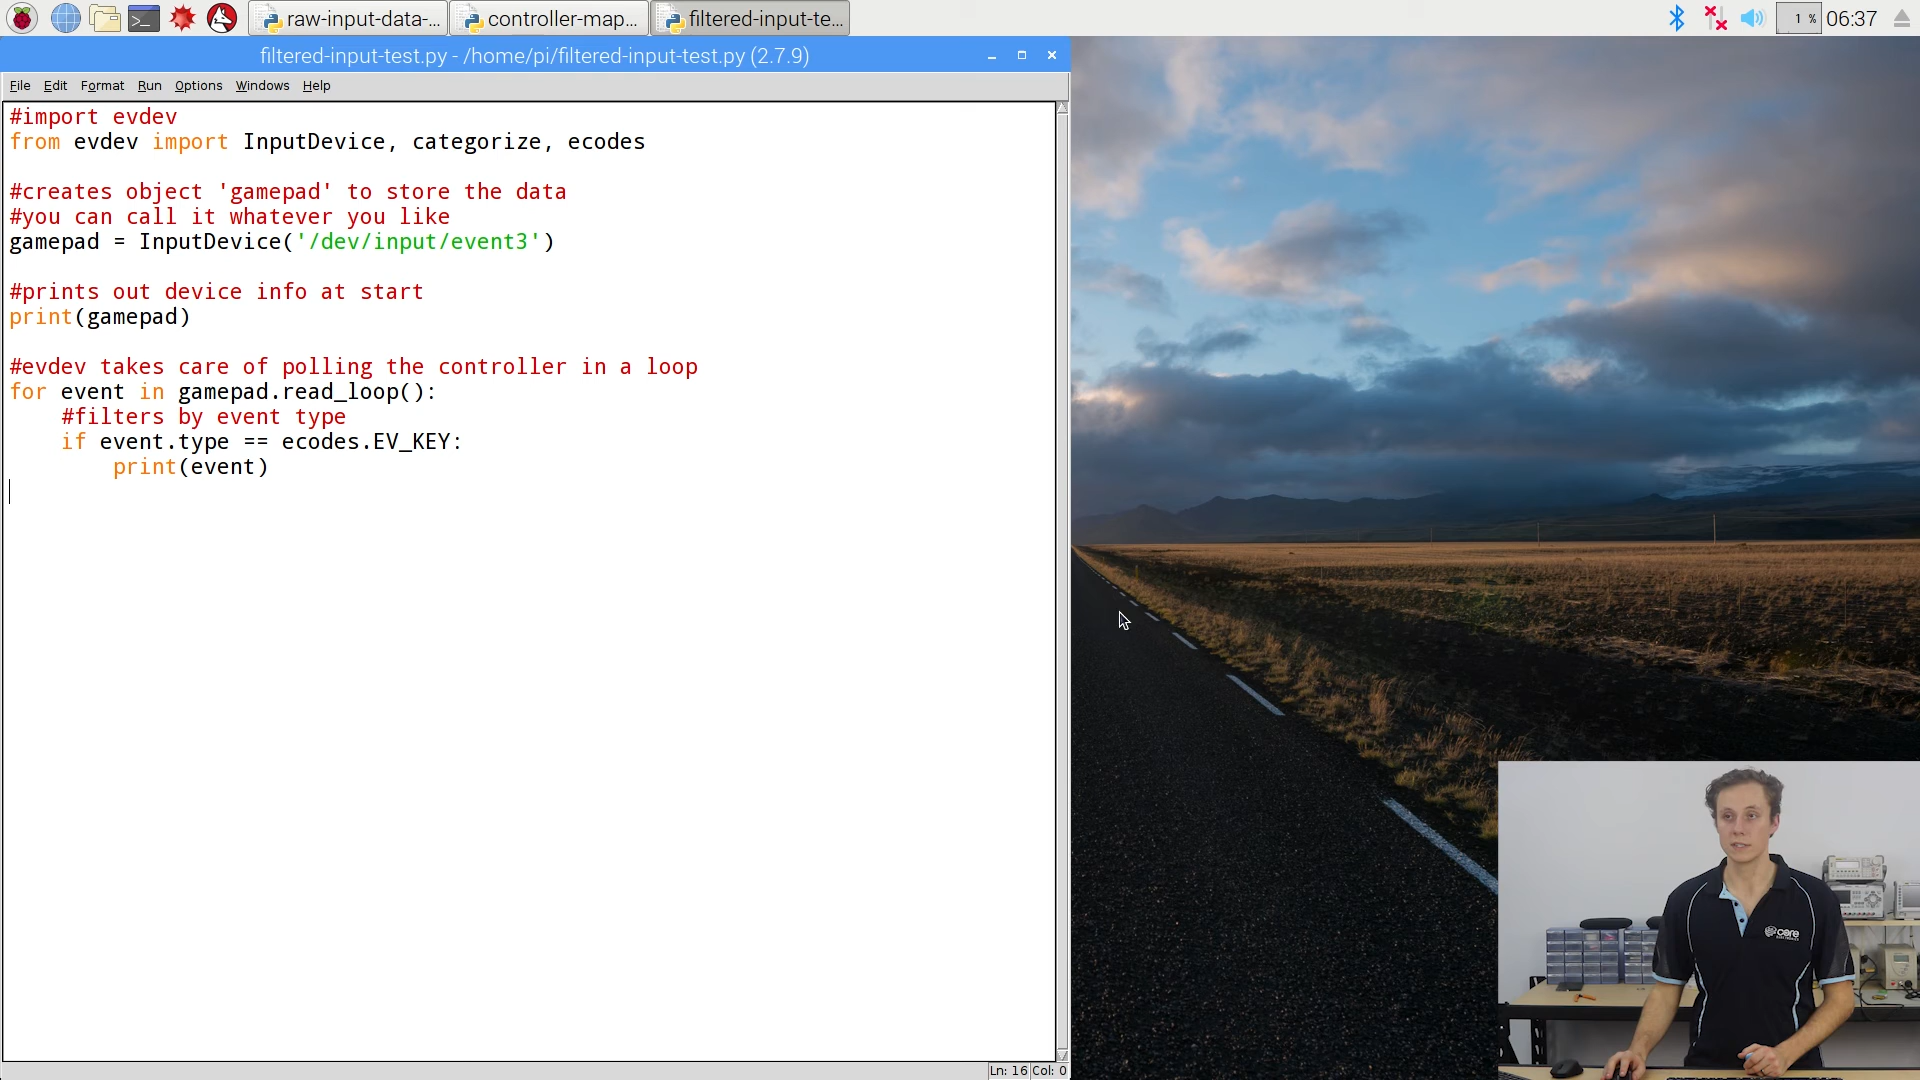 raw-input-data-...
controller-map...
filtered-input-te...
1 %
06:37
filtered-input-test.py - /home/pi/filtered-input-test.py (2.7.9)
File Edit Format Run Options Windows Help
#import evdev
from evdev import InputDevice, categorize, ecodes
#creates object 'gamepad' to store the data
#you can call it whatever you like
gamepad = InputDevice('/dev/input/event3')
#prints out device info at start
print(gamepad)
#evdev takes care of polling the controller in a loop
for event in gamepad.read_loop():
#filters by event type
if event.type == ecodes.EV_KEY:
print(event)
Ln: 16 Col: 0
core